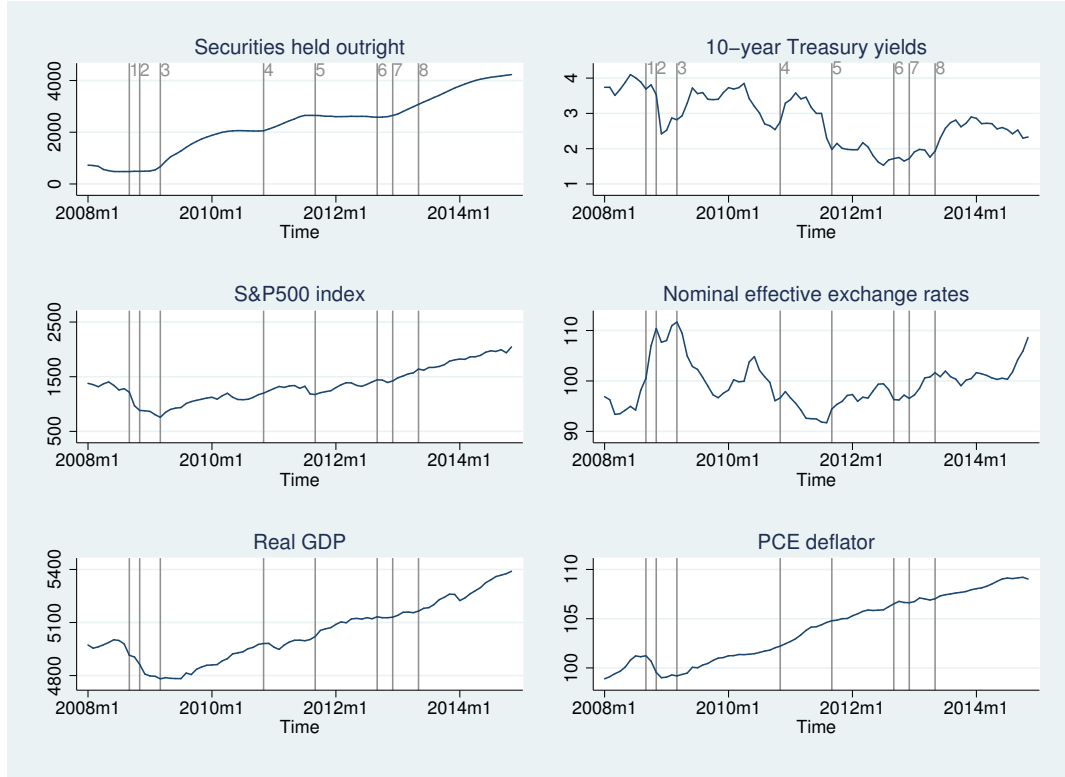 Securities held outright
1 2 3 4 5 6 7 8
4000
2000
0
2008m1 2010m1 2012m1 2014m1
Time
10−year Treasury yields
1 2 3 4 5 6 7 8
4
3
2
1
2008m1 2010m1 2012m1 2014m1
Time
S&P500 index
2500
1500
500
2008m1 2010m1 2012m1 2014m1
Time
Nominal effective exchange rates
110
100
90
2008m1 2010m1 2012m1 2014m1
Time
Real GDP
5400
5100
4800
2008m1 2010m1 2012m1 2014m1
Time
PCE deflator
110
105
100
2008m1 2010m1 2012m1 2014m1
Time